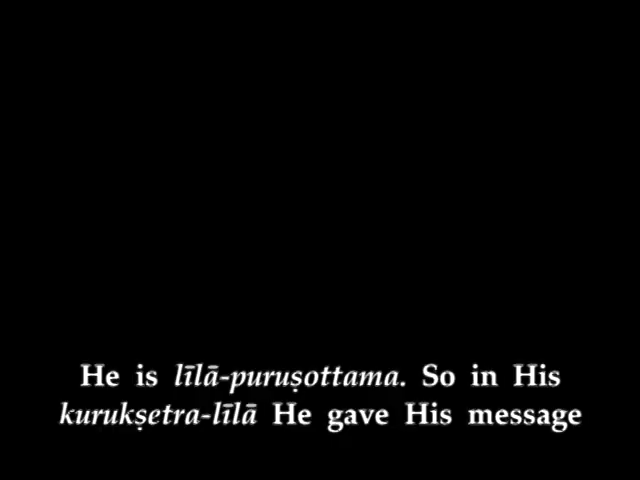 He is līlā-puruṣottama. So in His
kurukṣetra-līlā He gave His message